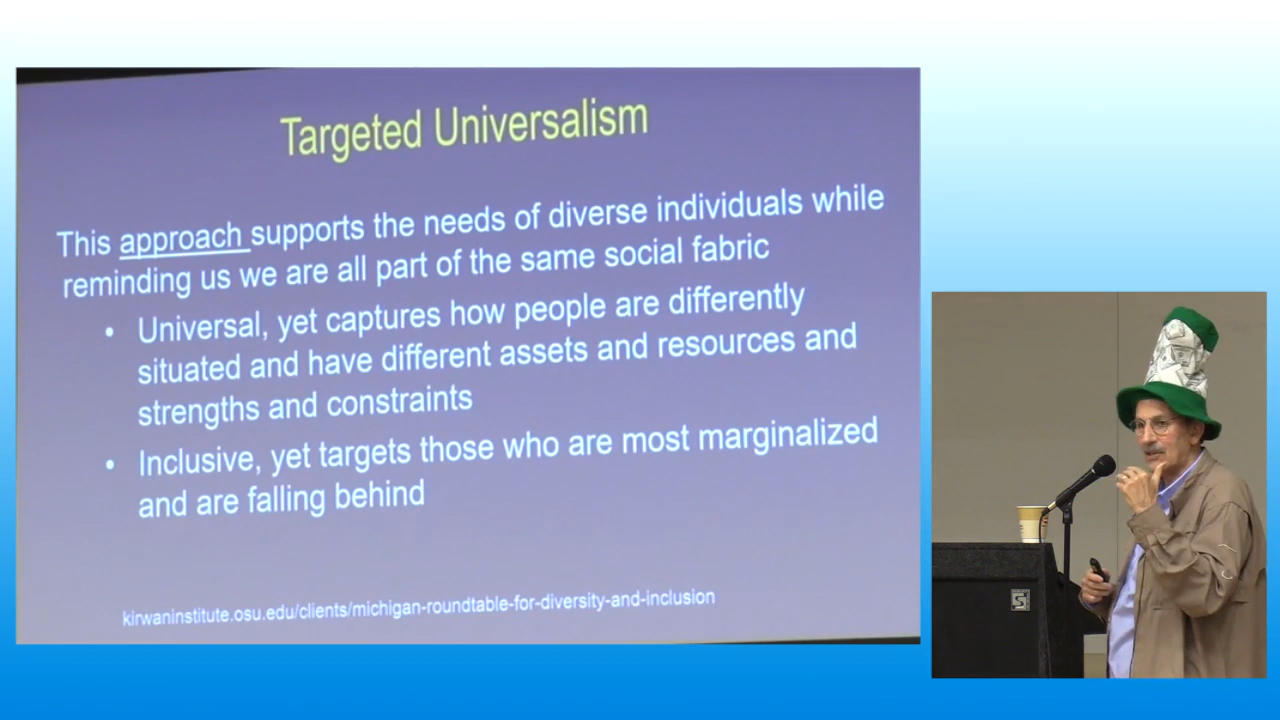 Targeted Universalism
This approach supports the needs of diverse individuals while
reminding us we are all part of the same social fabric
• Universal, yet captures how people are differently
situated and have different assets and resources and
strengths and constraints
• Inclusive, yet targets those who are most marginalized
and are falling behind
kirwaninstitute.osu.edu/clients/michigan-roundtable-for-diversity-and-inclusion